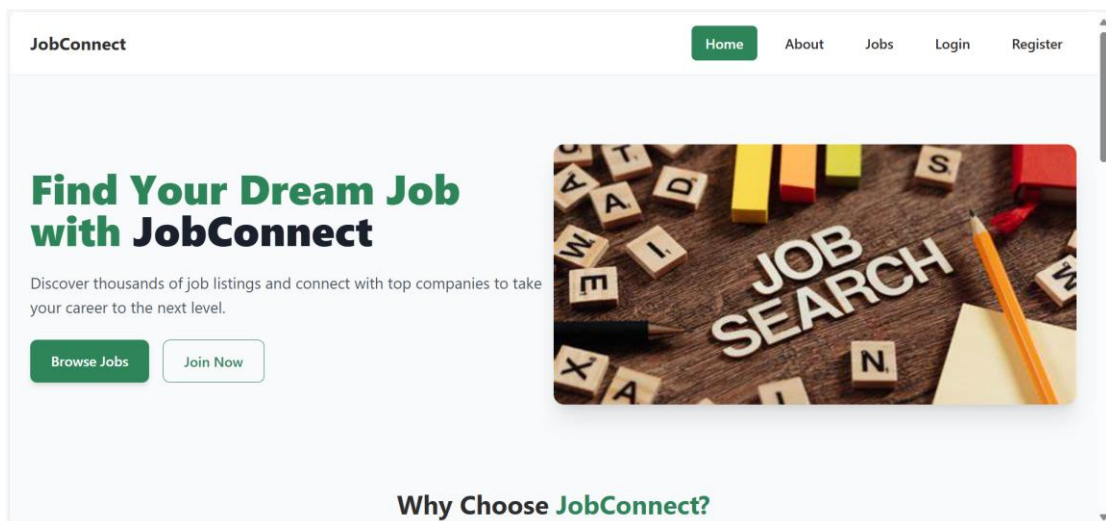 JobConnect
Home About Jobs Login Register
Find Your Dream Job
with JobConnect
Discover thousands of job listings and connect with top companies to take
your career to the next level.
Browse Jobs Join Now
JOB
SEARCH
Why Choose JobConnect?